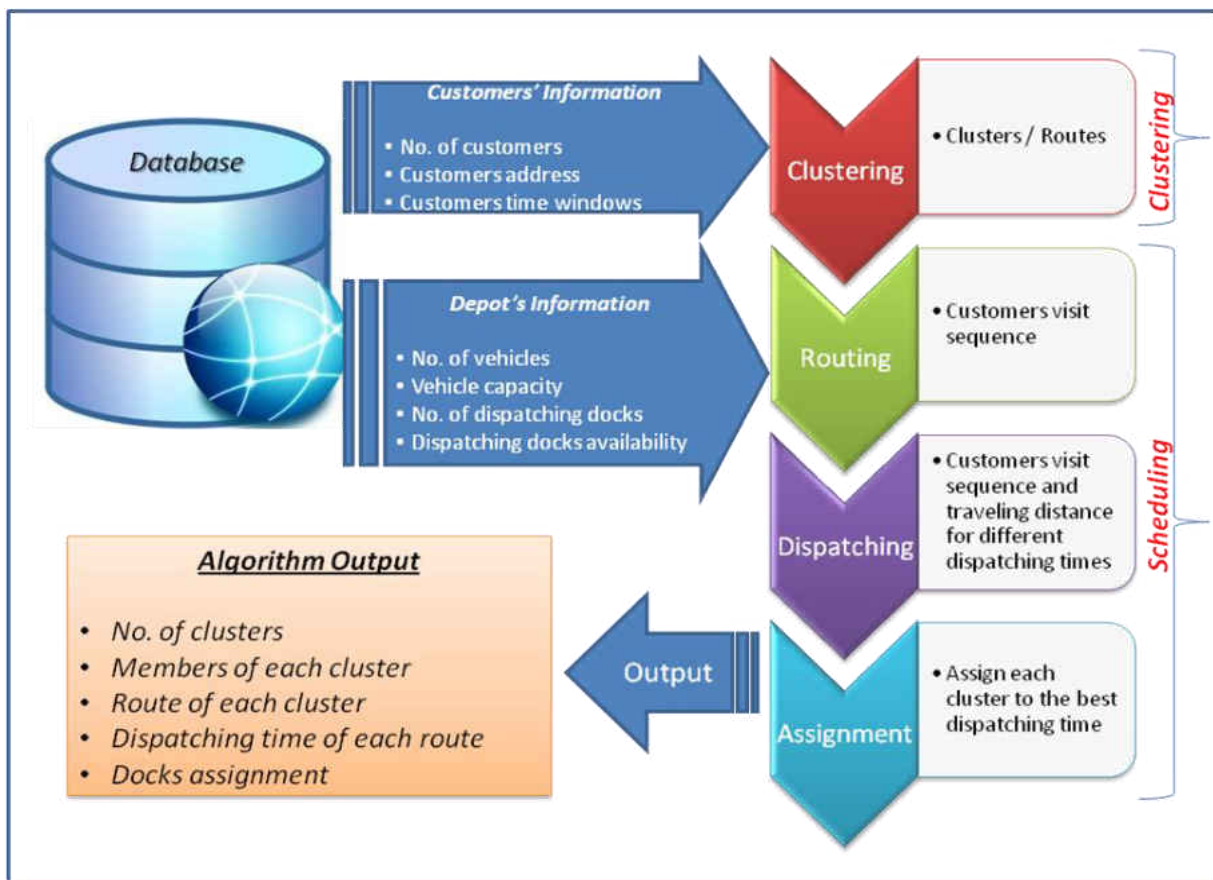 Database
Customers' Information
• No. of customers
• Customers address
• Customers time windows
Depot's Information
• No. of vehicles
• Vehicle capacity
• No. of dispatching docks
• Dispatching docks availability
Clustering
• Clusters / Routes
Clustering
Routing
• Customers visit
sequence
Dispatching
• Customers visit
sequence and
traveling distance
for different
dispatching times
Assignment
• Assign each
cluster to the best
dispatching time
Scheduling
Output
Algorithm Output
• No. of clusters
• Members of each cluster
• Route of each cluster
• Dispatching time of each route
• Docks assignment